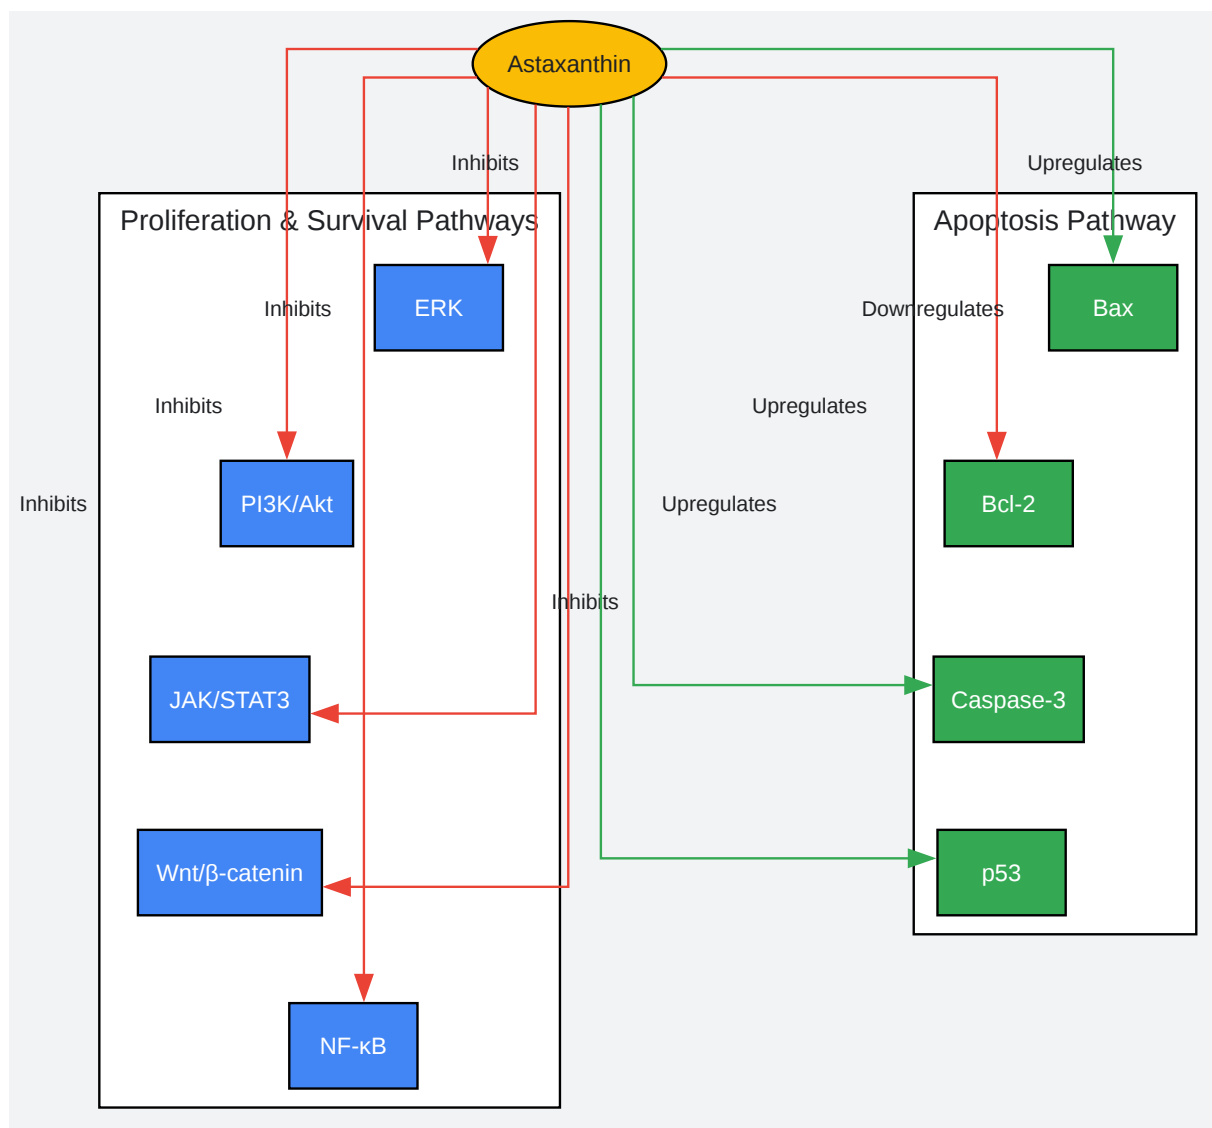 Astaxanthin
Inhibits
Upregulates
Proliferation & Survival Pathways
Apoptosis Pathway
Inhibits
ERK
Downregulates
Bax
Inhibits
Upregulates
Inhibits
PI3K/Akt
Upregulates
Bcl-2
Inhibits
JAK/STAT3
Caspase-3
Wnt/β-catenin
p53
NF-κB